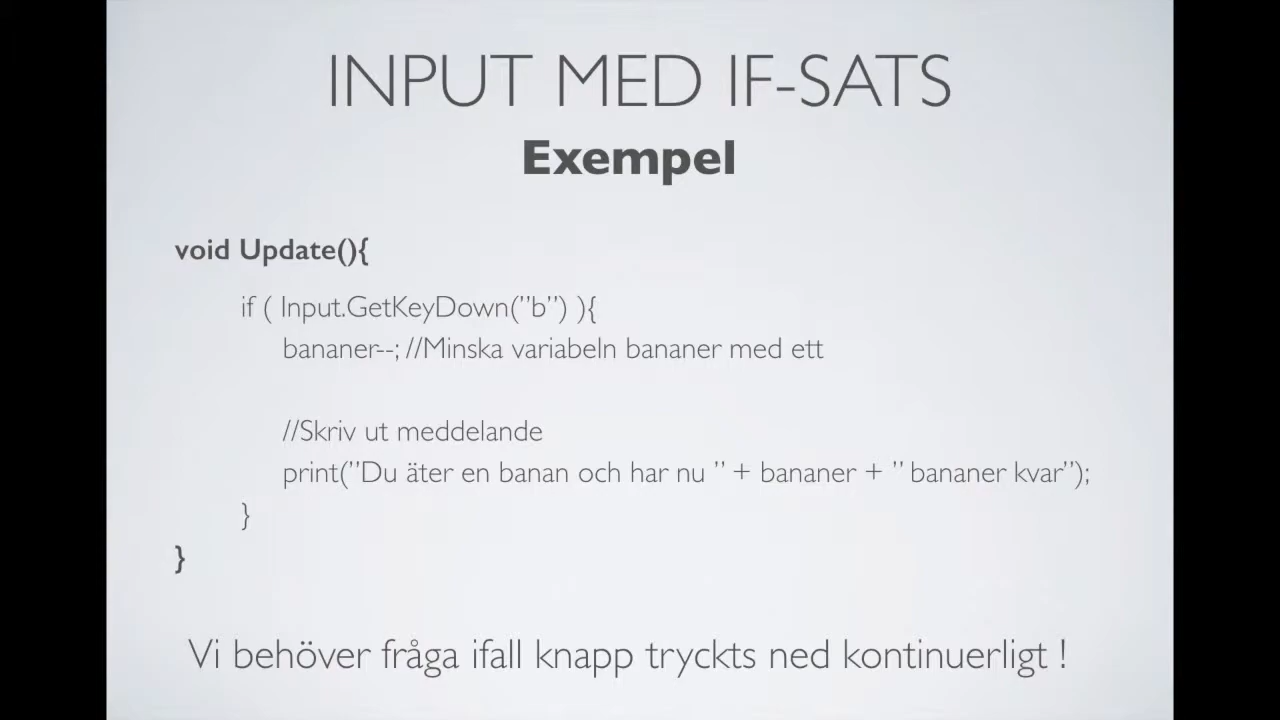 INPUT MED IF-SATS
Exempel
void Update(){
if ( Input.GetKeyDown(”b”) ){
bananer--; //Minska variabeln bananer med ett
//Skriv ut meddelande
print(”Du äter en banan och har nu ” + bananer + ” bananer kvar”);
}
}
Vi behöver fråga ifall knapp tryckts ned kontinuerligt !